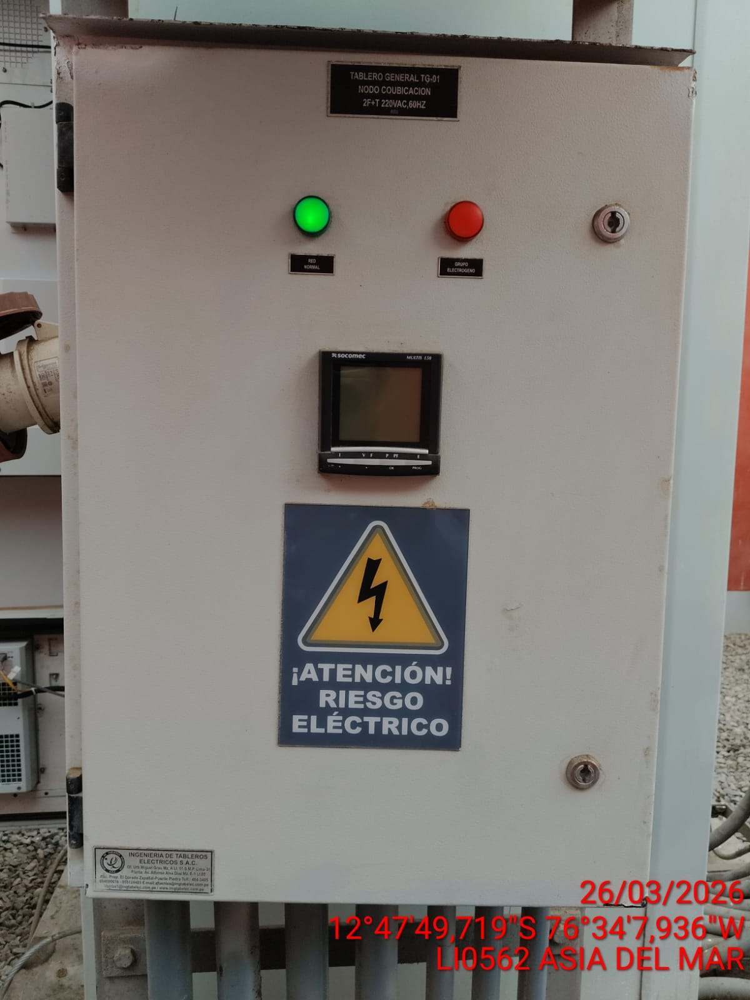 TABLERO GENERAL TG-01
NODO COUBICACION
2F+T 220VAC,60HZ
RED
NORMAL
GRUPO
ELECTROGENO
socomec
MULTIS L50
I V F P PF E
OK PROG
¡ATENCIÓN!
RIESGO
ELÉCTRICO
INGENIERIA DE TABLEROS
ELECTRICOS S.A.C.
26/03/2026
12°47'49,719"S 76°34'7,936"W
LI0562 ASIA DEL MAR